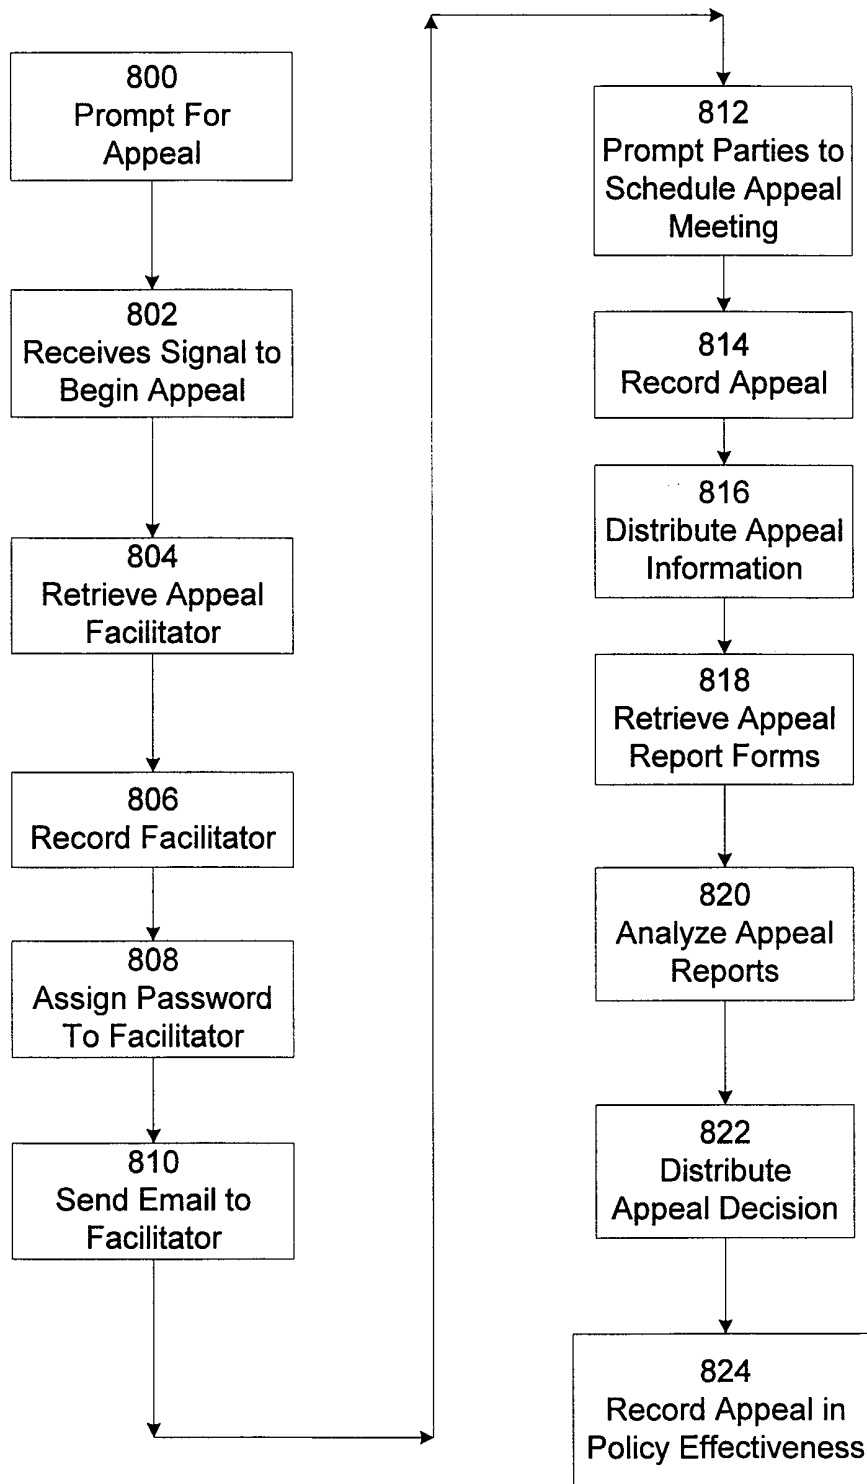 800
Prompt For
Appeal
802
Receives Signal to
Begin Appeal
804
Retrieve Appeal
Facilitator
806
Record Facilitator
808
Assign Password
To Facilitator
810
Send Email to
Facilitator
812
Prompt Parties to
Schedule Appeal
Meeting
814
Record Appeal
816
Distribute Appeal
Information
818
Retrieve Appeal
Report Forms
820
Analyze Appeal
Reports
822
Distribute
Appeal Decision
824
Record Appeal in
Policy Effectiveness